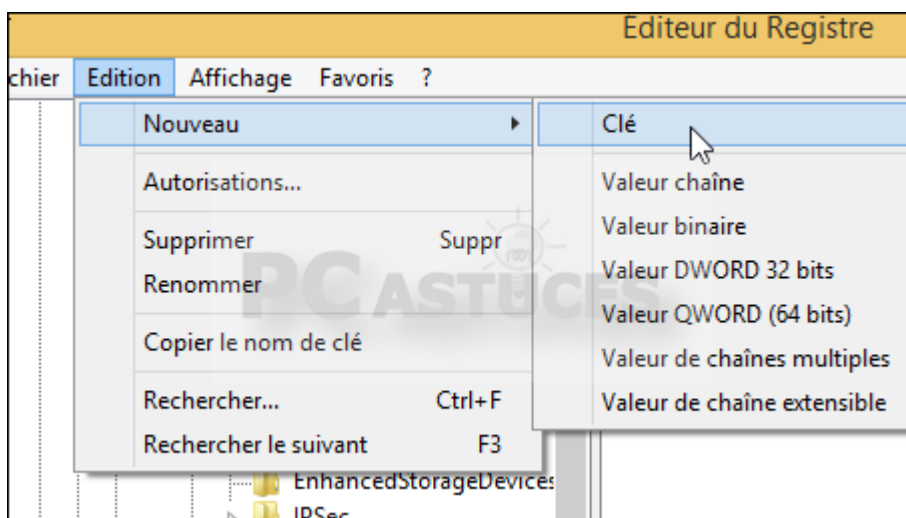 Editeur du Registre
chier Edition Affichage Favoris ?
Nouveau
Clé
Autorisations...
Valeur chaîne
Supprimer Suppr
Valeur binaire
Renommer
Valeur DWORD 32 bits
Copier le nom de clé
Valeur QWORD (64 bits)
Valeur de chaînes multiples
Rechercher... Ctrl+F
Valeur de chaîne extensible
Rechercher le suivant F3
EnhancedStorageDevices
IPSec
PC ASTUCES